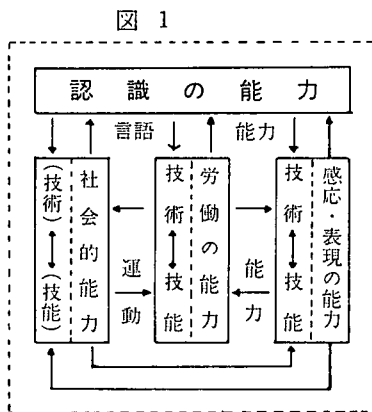 図 1
認識の能力
言語
能力
(技術)
(技能)
社会的能力
運動
技術
技能
労働の能力
能力
技術
技能
感応・表現の能力